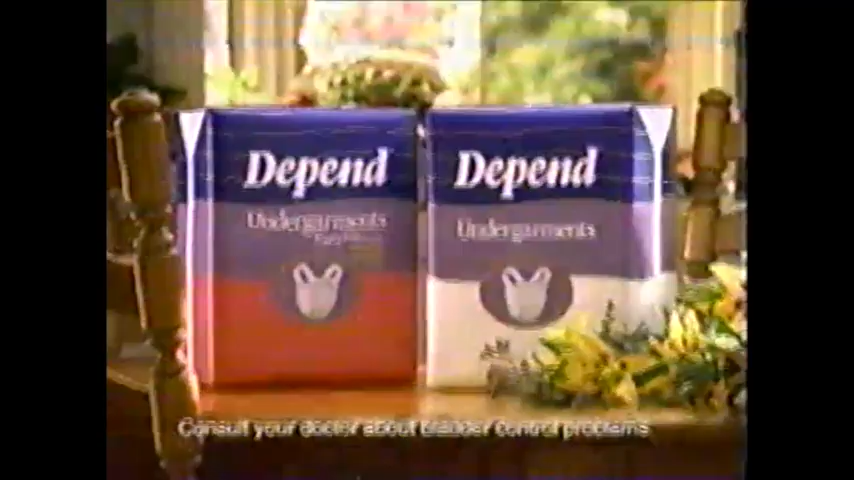 Depend
Depend
Undergarments
Undergarments
Consult your doctor about bladder control problems